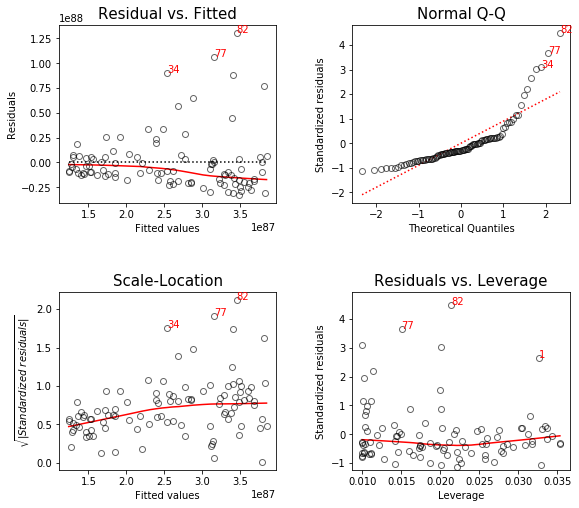 Residual vs. Fitted
1e88
Residuals
1.25
1.00
0.75
0.50
0.25
0.00
−0.25
82
77
34
1.5 2.0 2.5 3.0 3.5
Fitted values
1e87
Normal Q-Q
Standardized residuals
4
3
2
1
0
−1
−2
82
77
34
−2 −1 0 1 2
Theoretical Quantiles
Scale-Location
√|Standardized residuals|
2.0
1.5
1.0
0.5
0.0
82
77
34
1.5 2.0 2.5 3.0 3.5
Fitted values
1e87
Residuals vs. Leverage
Standardized residuals
4
3
2
1
0
−1
82
77
1
0.010 0.015 0.020 0.025 0.030 0.035
Leverage